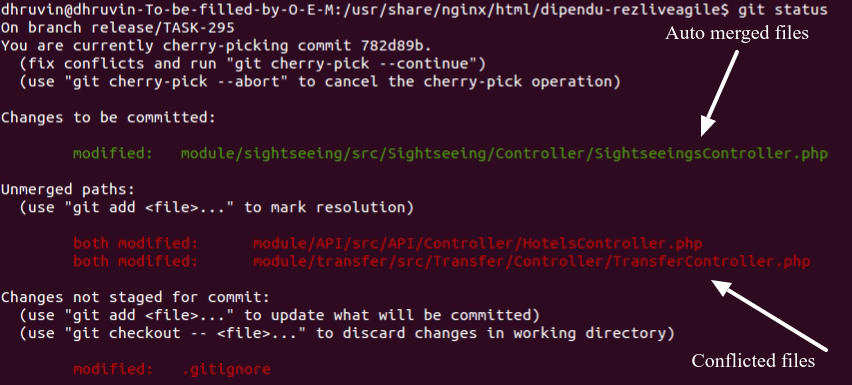 dhruvin@dhruvin-To-be-filled-by-O-E-M:/usr/share/nginx/html/dipendu-rezliveagile$ git status
On branch release/TASK-295
Auto merged files
You are currently cherry-picking commit 782d89b.
  (fix conflicts and run "git cherry-pick --continue")
  (use "git cherry-pick --abort" to cancel the cherry-pick operation)
Changes to be committed:
        modified:   module/sightseeing/src/Sightseeing/Controller/SightseeingsController.php
Unmerged paths:
  (use "git add <file>..." to mark resolution)
        both modified:      module/API/src/API/Controller/HotelsController.php
        both modified:      module/transfer/src/Transfer/Controller/TransferController.php
Changes not staged for commit:
  (use "git add <file>..." to update what will be committed)
  (use "git checkout -- <file>..." to discard changes in working directory)
Conflicted files
        modified:   .gitignore